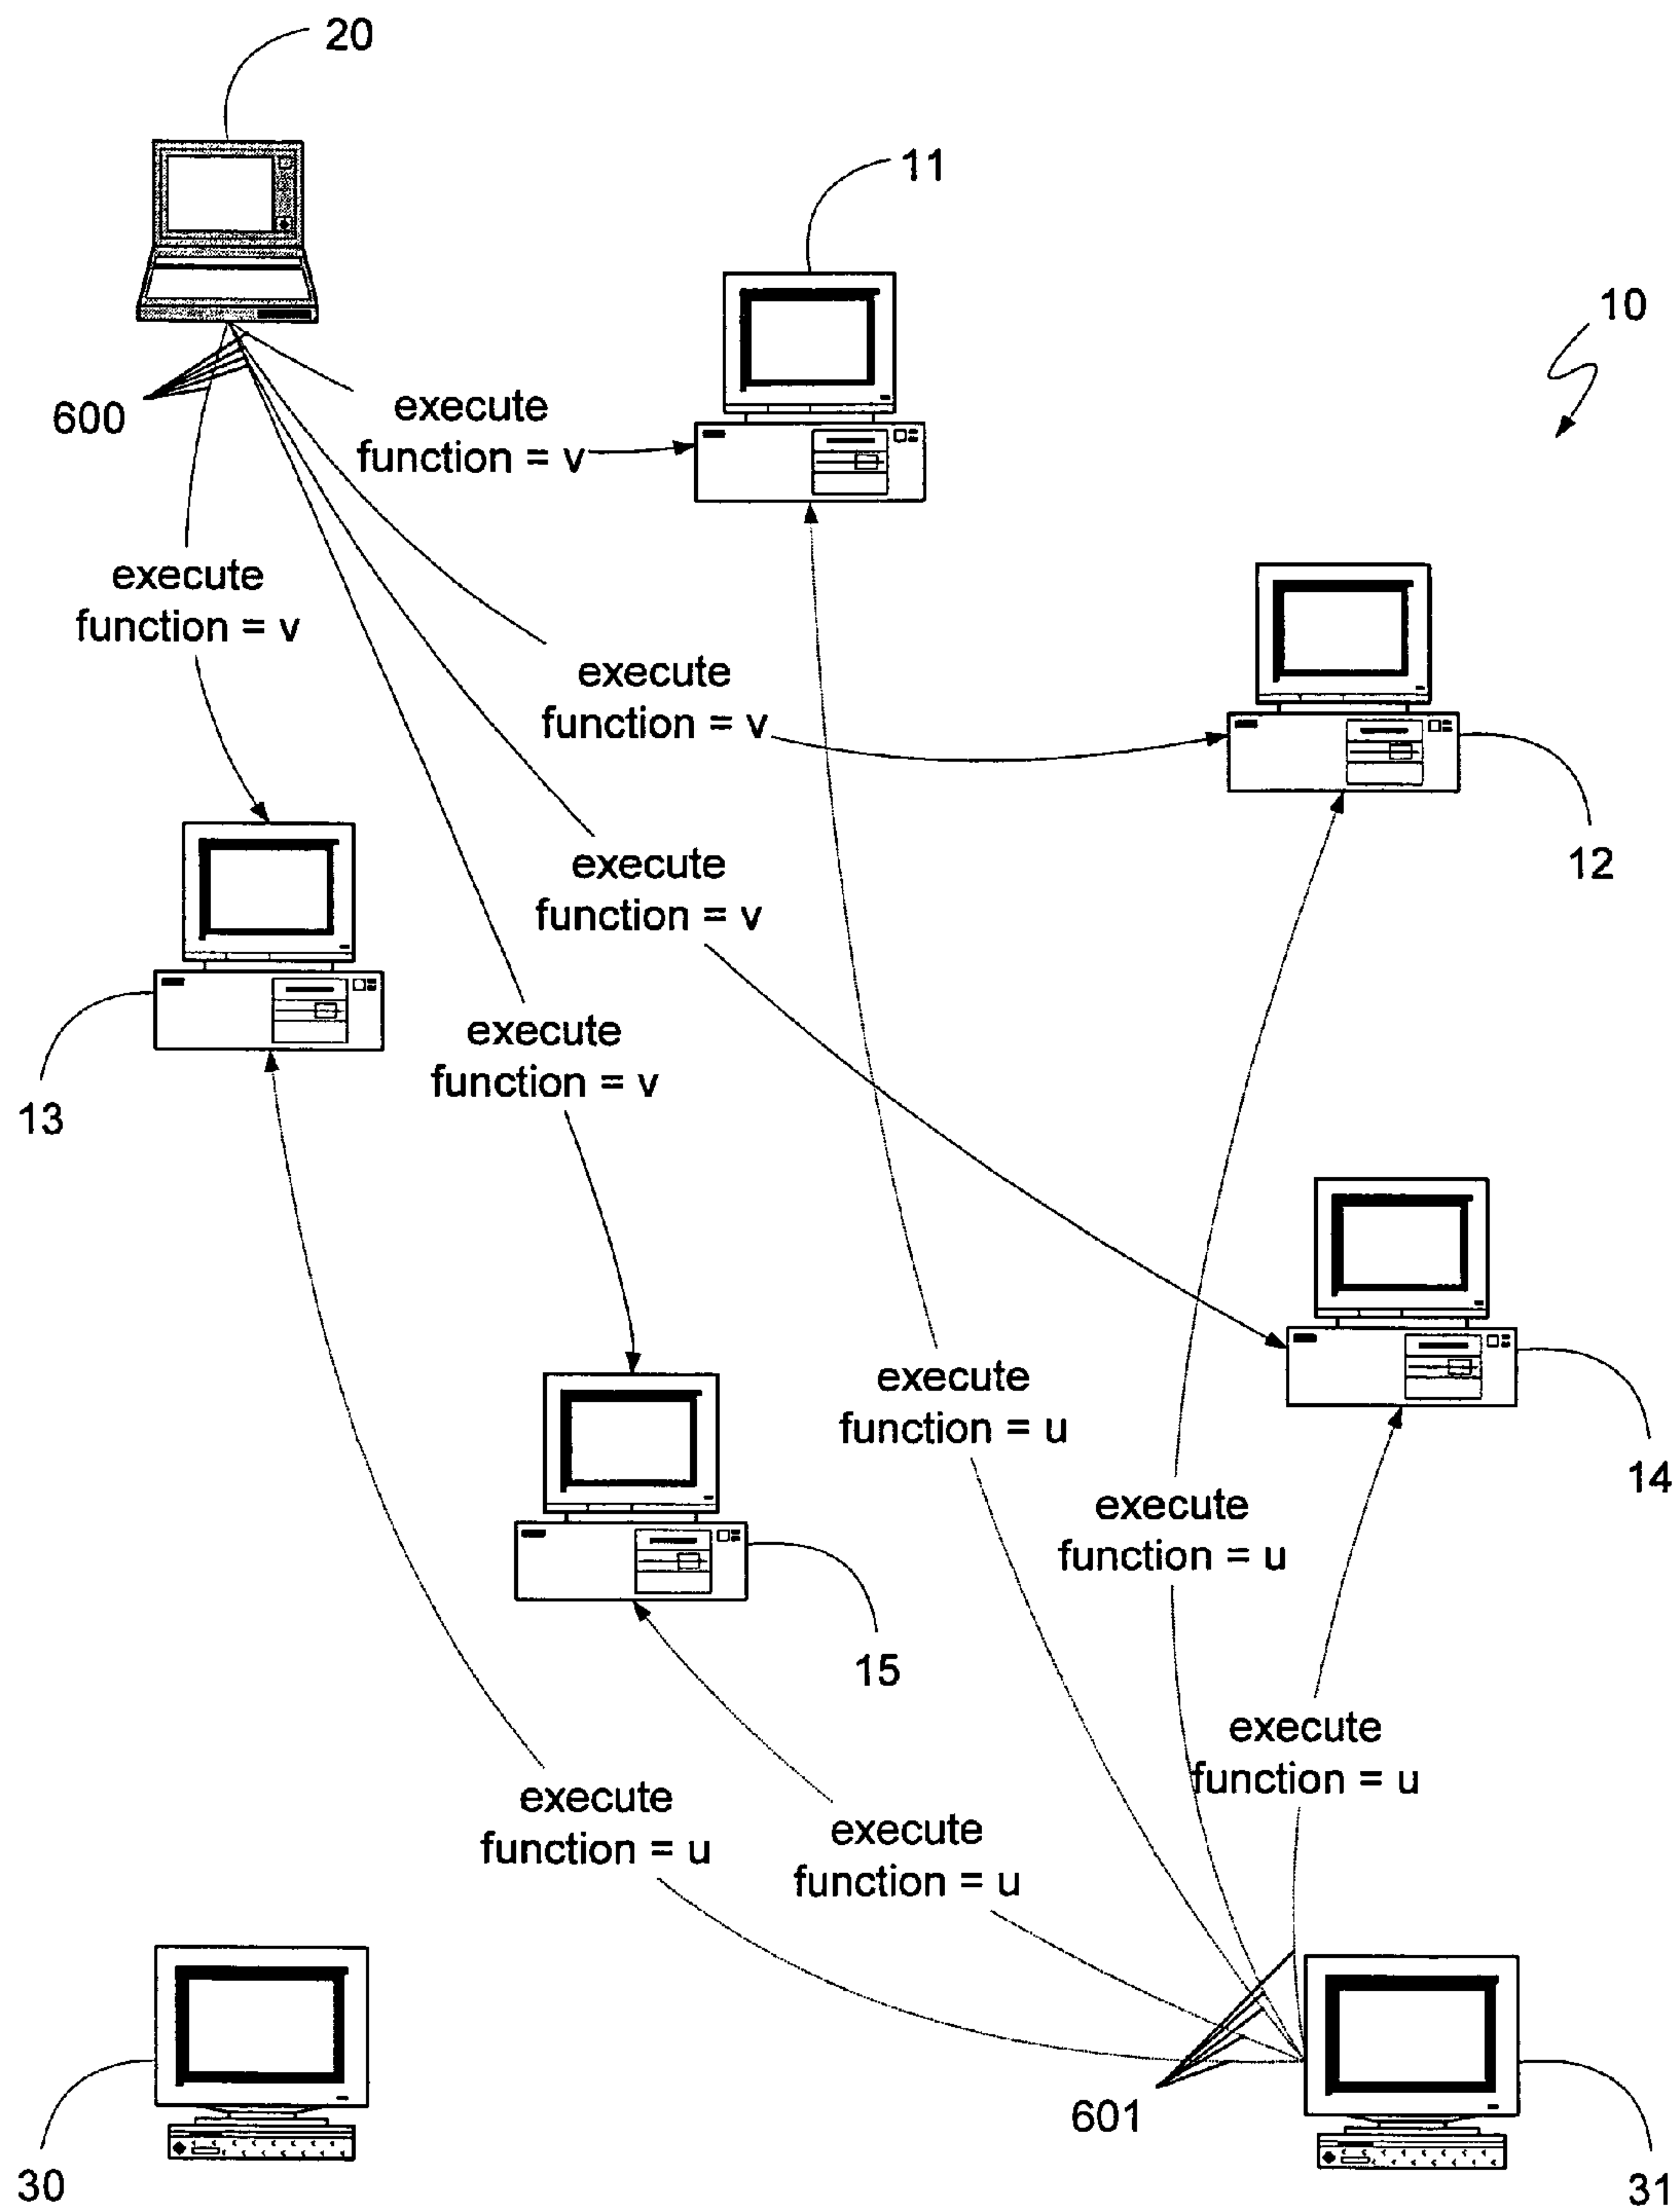 20
11
10
600
execute
function = v
execute
function = v
execute
function = v
12
execute
function = v
13
execute
function = v
execute
function = u
14
execute
function = u
15
execute
function = u
execute
function = u
execute
function = u
601
30
31